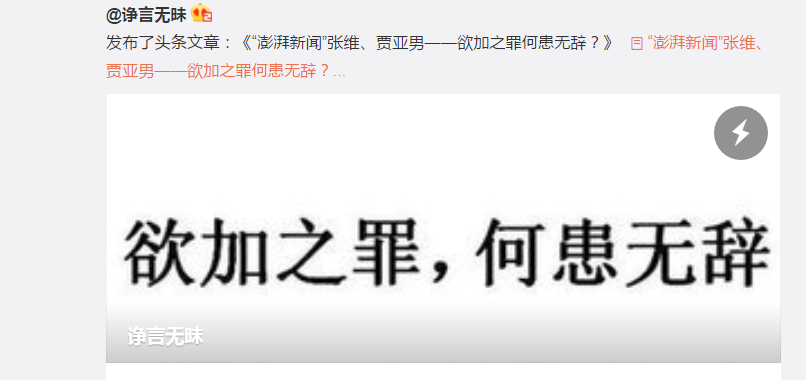 @诤言无昧
发布了头条文章：《“澎湃新闻”张维、贾亚男——欲加之罪何患无辞？》 “澎湃新闻”张维、
贾亚男——欲加之罪何患无辞？...
欲加之罪，何患无辞
诤言无昧